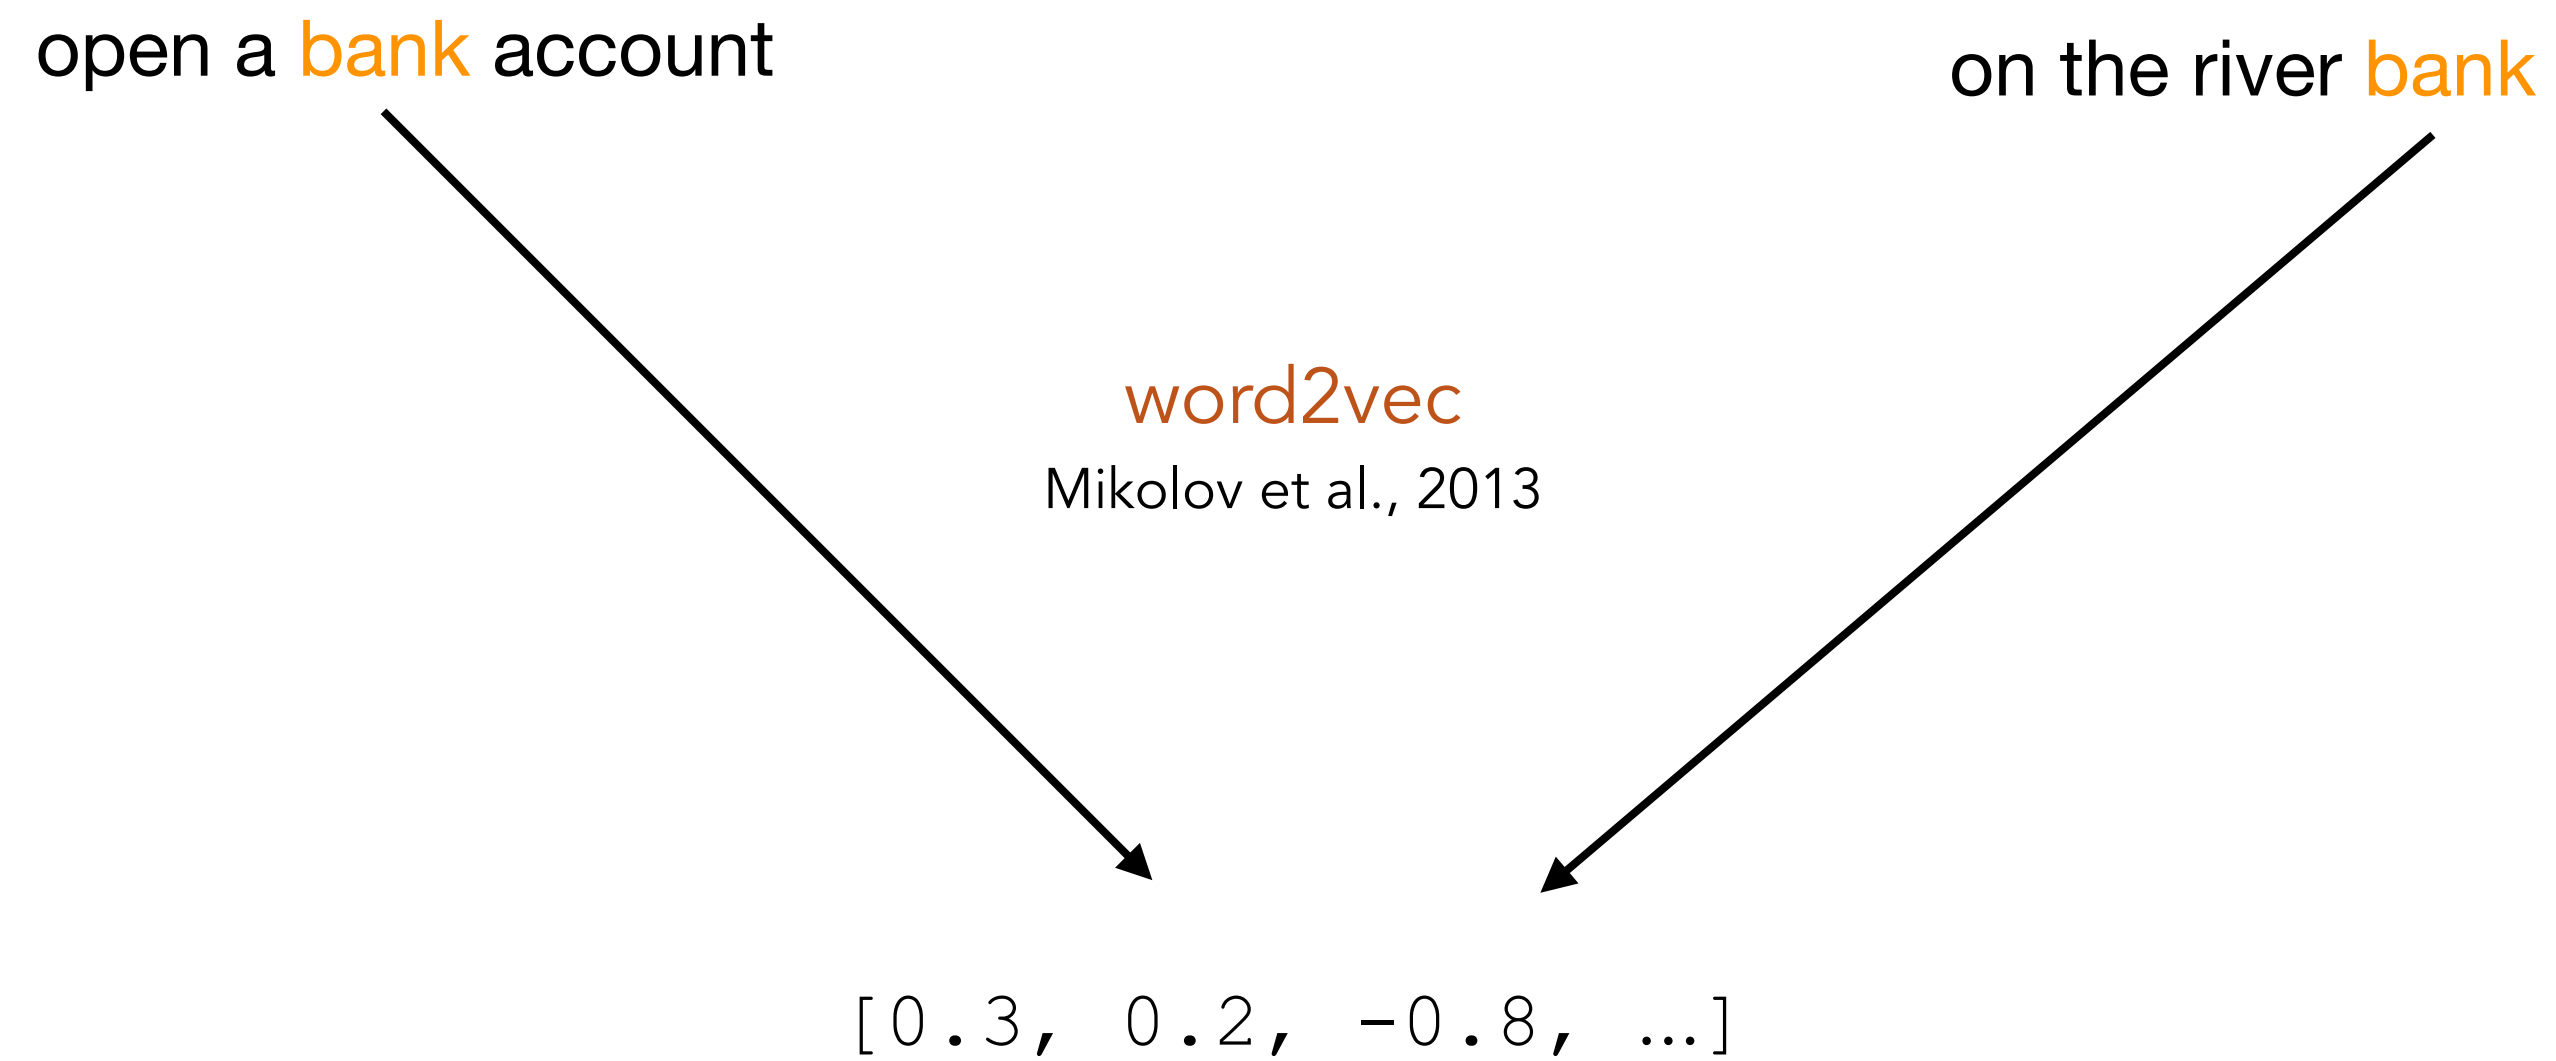 open a bank account
on the river bank
word2vec
Mikolov et al., 2013
[0.3, 0.2, -0.8, …]